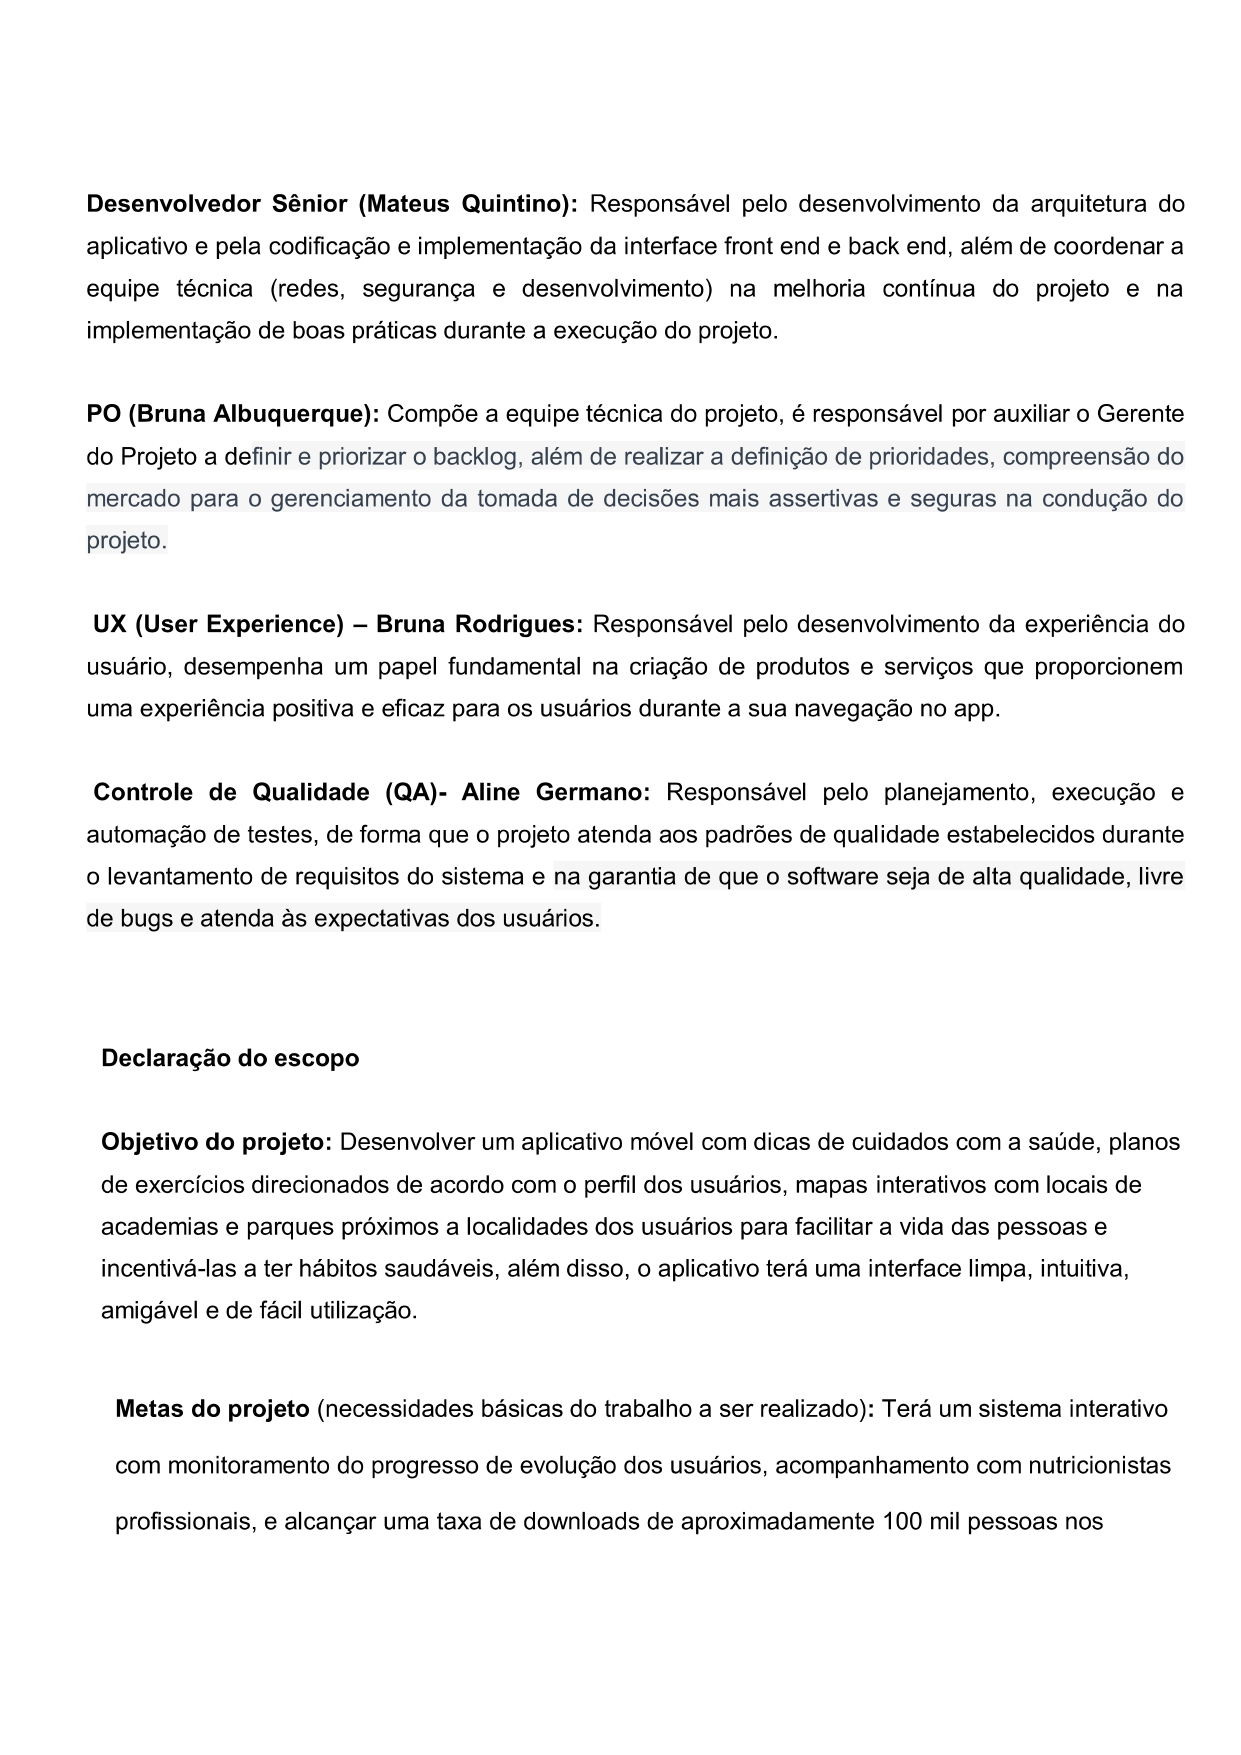 Desenvolvedor Sênior (Mateus Quintino): Responsável pelo desenvolvimento da arquitetura do
aplicativo e pela codificação e implementação da interface front end e back end, além de coordenar a
equipe técnica (redes, segurança e desenvolvimento) na melhoria contínua do projeto e na
implementação de boas práticas durante a execução do projeto.
PO (Bruna Albuquerque): Compõe a equipe técnica do projeto, é responsável por auxiliar o Gerente
do Projeto a definir e priorizar o backlog, além de realizar a definição de prioridades, compreensão do
mercado para o gerenciamento da tomada de decisões mais assertivas e seguras na condução do
projeto.
UX (User Experience) – Bruna Rodrigues: Responsável pelo desenvolvimento da experiência do
usuário, desempenha um papel fundamental na criação de produtos e serviços que proporcionem
uma experiência positiva e eficaz para os usuários durante a sua navegação no app.
Controle de Qualidade (QA)- Aline Germano: Responsável pelo planejamento, execução e
automação de testes, de forma que o projeto atenda aos padrões de qualidade estabelecidos durante
o levantamento de requisitos do sistema e na garantia de que o software seja de alta qualidade, livre
de bugs e atenda às expectativas dos usuários.
Declaração do escopo
Objetivo do projeto: Desenvolver um aplicativo móvel com dicas de cuidados com a saúde, planos
de exercícios direcionados de acordo com o perfil dos usuários, mapas interativos com locais de
academias e parques próximos a localidades dos usuários para facilitar a vida das pessoas e
incentivá-las a ter hábitos saudáveis, além disso, o aplicativo terá uma interface limpa, intuitiva,
amigável e de fácil utilização.
Metas do projeto (necessidades básicas do trabalho a ser realizado): Terá um sistema interativo
com monitoramento do progresso de evolução dos usuários, acompanhamento com nutricionistas
profissionais, e alcançar uma taxa de downloads de aproximadamente 100 mil pessoas nos